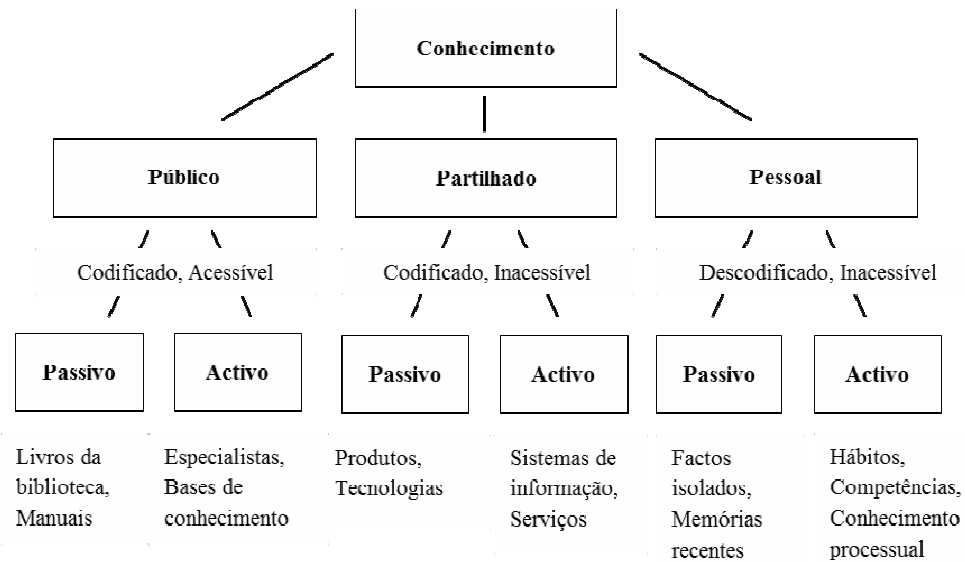 Conhecimento
Público
Partilhado
Pessoal
Codificado, Acessível
Codificado, Inacessível
Descodificado, Inacessível
Passivo
Activo
Passivo
Activo
Passivo
Activo
Livros da
biblioteca,
Manuais
Especialistas,
Bases de
conhecimento
Produtos,
Tecnologias
Sistemas de
informação,
Serviços
Factos
isolados,
Memórias
recentes
Hábitos,
Competências,
Conhecimento
processual